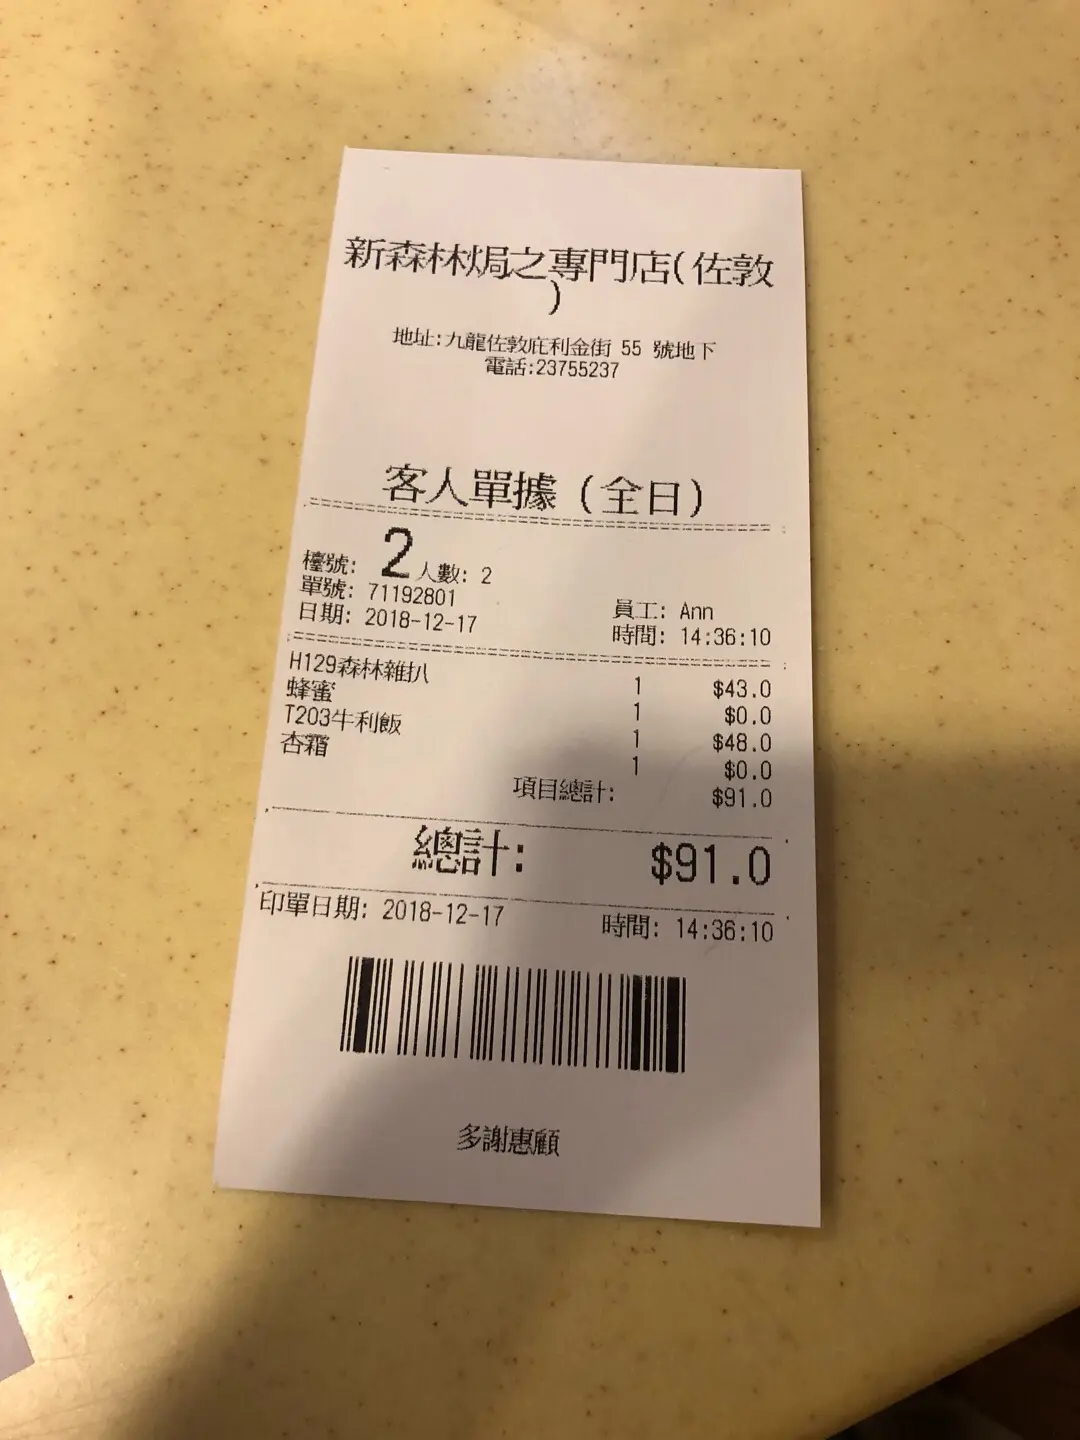 新森林焗之專門店(佐敦
)
地址:九龍佐敦庇利金街 55 號地下
電話:23755237
客人單據 (全日)
檯號: 2 人數: 2
單號: 71192801 員工: Ann
日期: 2018-12-17 時間: 14:36:10
H129森林雜扒 1 $43.0
蜂蜜 1 $0.0
T203牛利飯 1 $48.0
杏霜 1 $0.0
項目總計: $91.0
總計: $91.0
印單日期: 2018-12-17 時間: 14:36:10
多謝惠顧